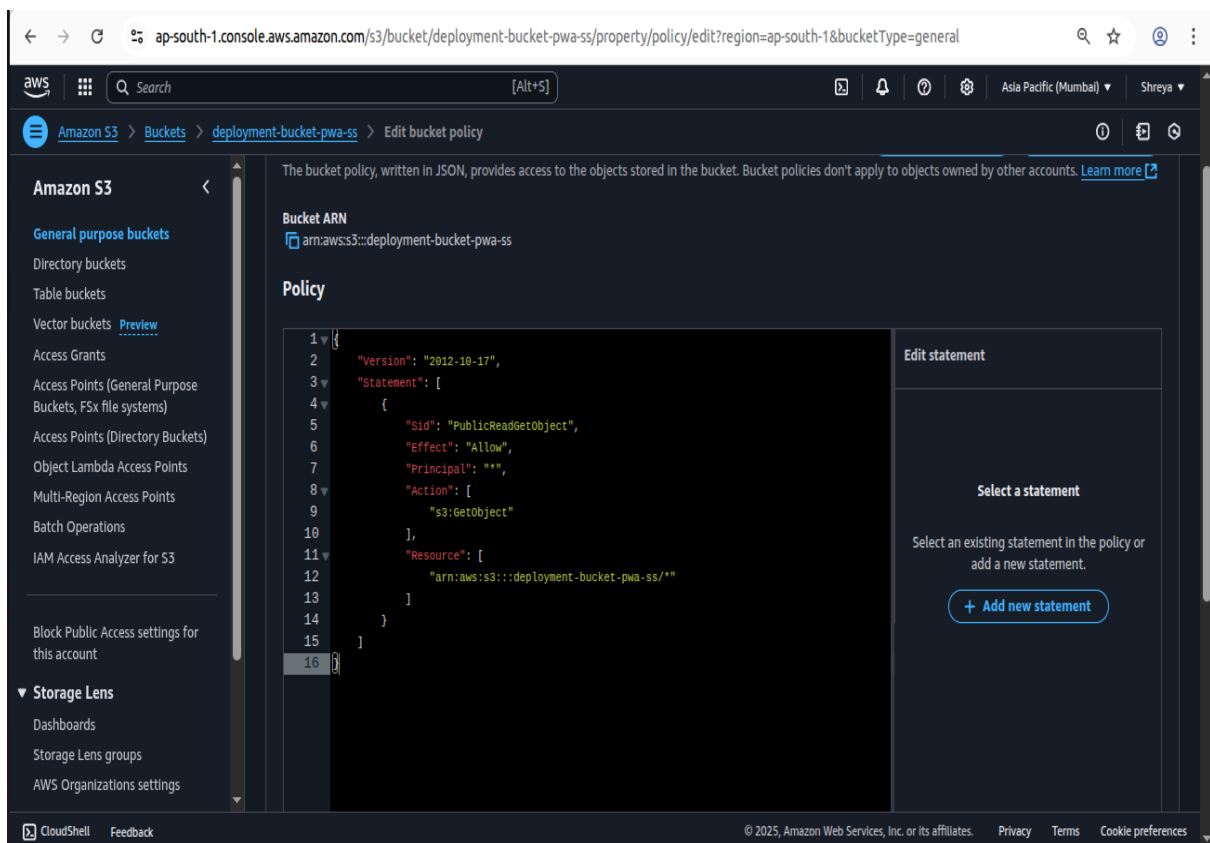 ap-south-1.console.aws.amazon.com/s3/bucket/deployment-bucket-pwa-ss/property/policy/edit?region=ap-south-1&bucketType=general
aws
Search
[Alt+S]
Asia Pacific (Mumbai) ▾
Shreya ▾
Amazon S3 > Buckets > deployment-bucket-pwa-ss > Edit bucket policy
Amazon S3
General purpose buckets
Directory buckets
Table buckets
Vector buckets Preview
Access Grants
Access Points (General Purpose
Buckets, FSx file systems)
Access Points (Directory Buckets)
Object Lambda Access Points
Multi-Region Access Points
Batch Operations
IAM Access Analyzer for S3
Block Public Access settings for
this account
▾ Storage Lens
Dashboards
Storage Lens groups
AWS Organizations settings
The bucket policy, written in JSON, provides access to the objects stored in the bucket. Bucket policies don't apply to objects owned by other accounts. Learn more
Bucket ARN
arn:aws:s3:::deployment-bucket-pwa-ss
Policy
1 {
2 "Version": "2012-10-17",
3 "Statement": [
4 {
5 "Sid": "PublicReadGetObject",
6 "Effect": "Allow",
7 "Principal": "*",
8 "Action": [
9 "s3:GetObject"
10 ],
11 "Resource": [
12 "arn:aws:s3:::deployment-bucket-pwa-ss/*"
13 ]
14 }
15 ]
16 }
Edit statement
Select a statement
Select an existing statement in the policy or
add a new statement.
+ Add new statement
CloudShell Feedback
© 2025, Amazon Web Services, Inc. or its affiliates. Privacy Terms Cookie preferences